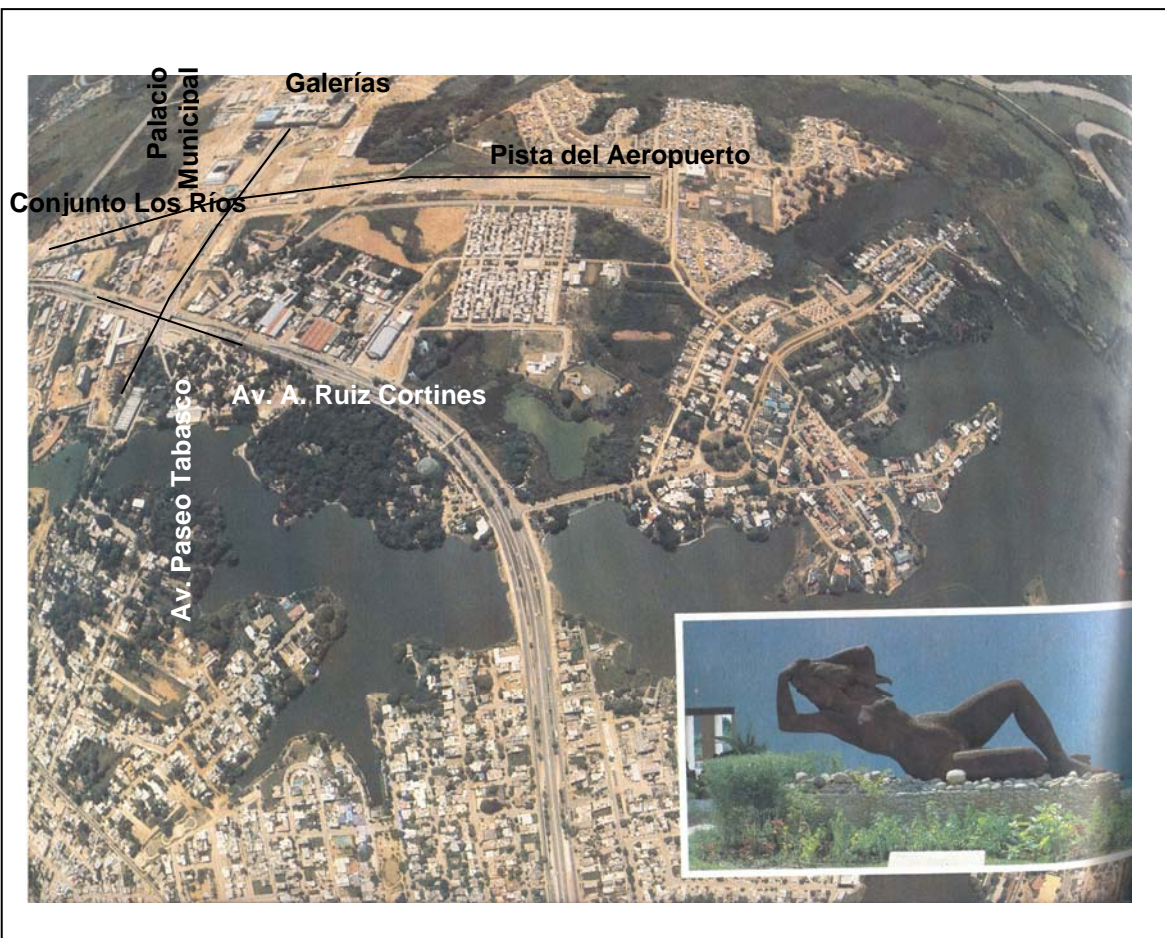 Palacio
Municipal
Galerías
Pista del Aeropuerto
Conjunto Los Ríos
Av. A. Ruiz Cortines
Av. Paseo Tabasco